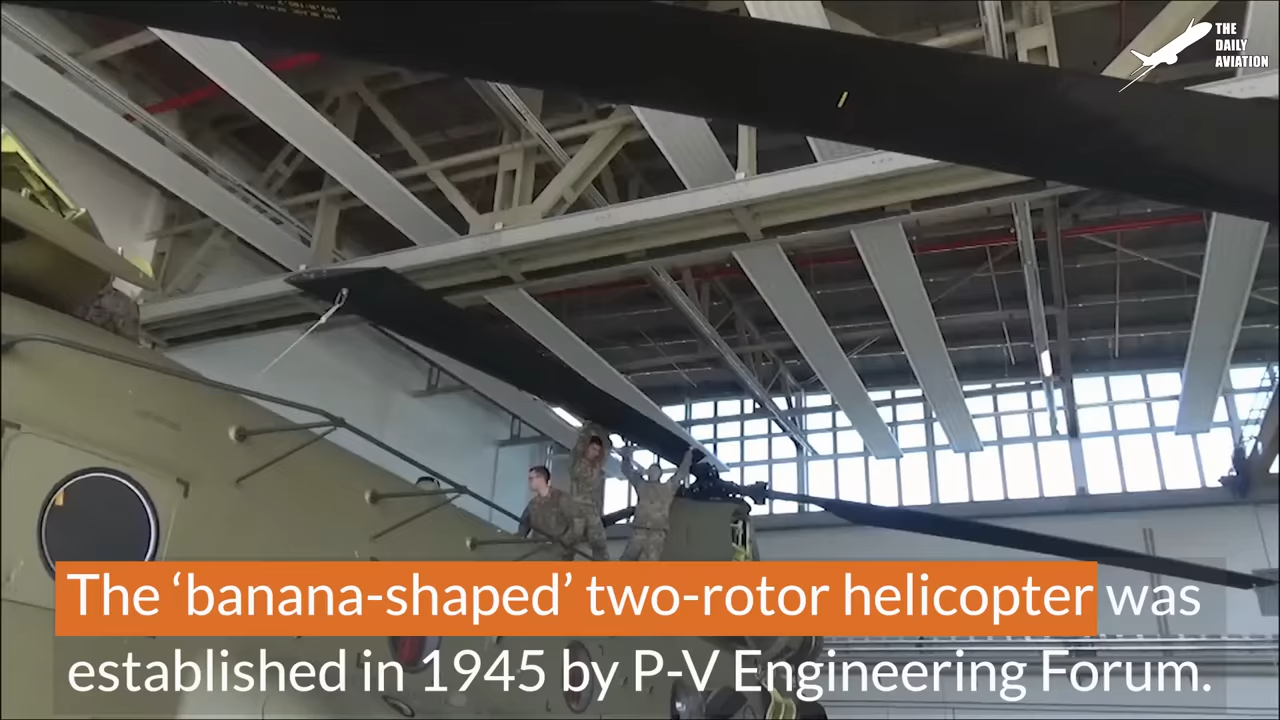 THE
DAILY
AVIATION
The ‘banana-shaped’ two-rotor helicopter was
established in 1945 by P-V Engineering Forum.